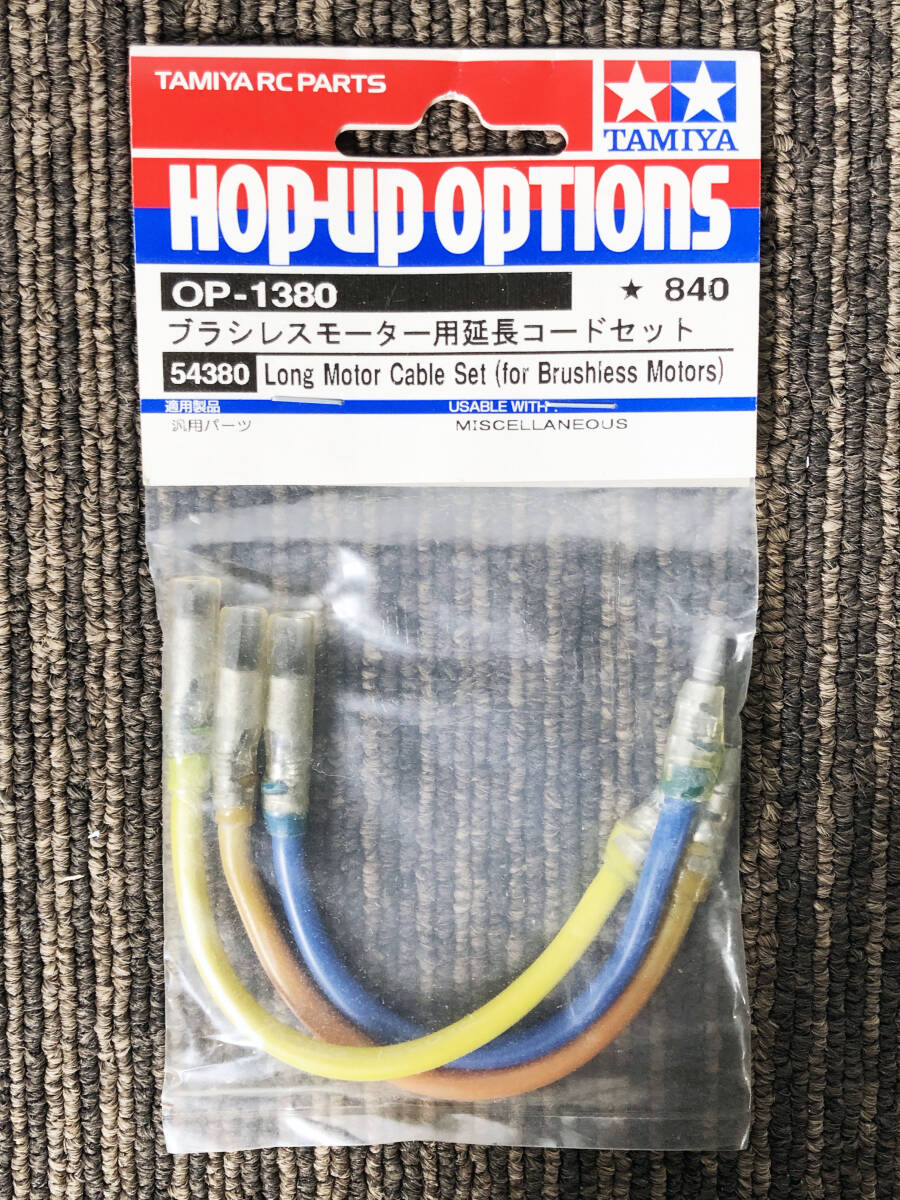 TAMIYA RC PARTS
TAMIYA
HOP-UP OPTIONS
OP-1380
★ 840
ブラシレスモーター用延長コードセット
54380 Long Motor Cable Set (for Brushless Motors)
適用製品
USABLE WITH :
汎用パーツ
MISCELLANEOUS